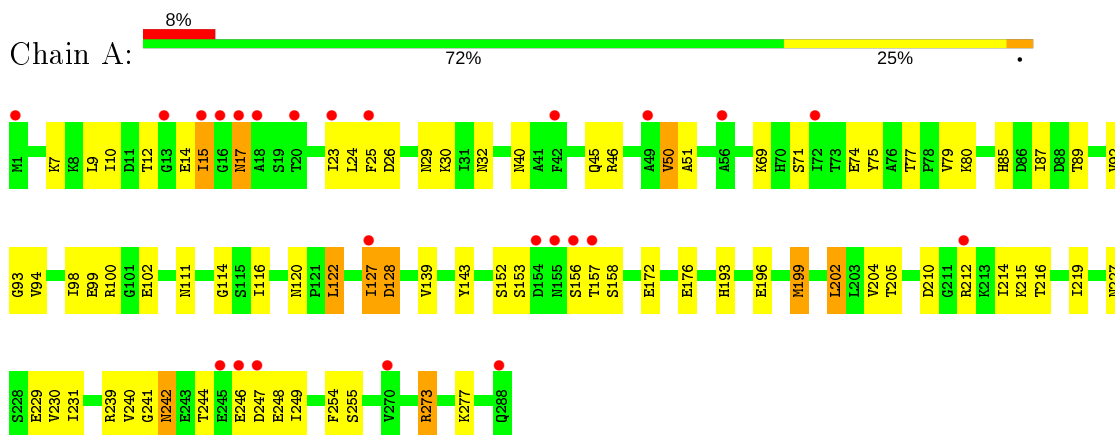 8%
Chain A:
72% 25% •
M1 K7 K8 L9 I10 D11 T12 G13 E14 I15 G16 N17 A18 S19 T20 I23 L24 F25 D26 N29 K30 I31 N32 N40 A41 F42 Q45 R46 A49 V50 A51 A56 K69 H70 S71 I72 T73 E74 Y75 A76 T77 P78 V79 K80 H85 D86 I87 D88 T89
G93 V94 I98 E99 R100 G101 E102 N111 G114 S115 I116 N120 P121 L122 I127 D128 V139 Y143 S152 S153 D154 N155 S156 T157 S158 E172 E176 H193 E196 M199 L202 L203 V204 T205 D210 G211 R212 K213 I214 K215 T216 I219 N227
S228 E229 V230 I231 R239 V240 G241 N242 E243 T244 E245 E246 D247 E248 I249 F254 S255 V270 R273 K277 Q288